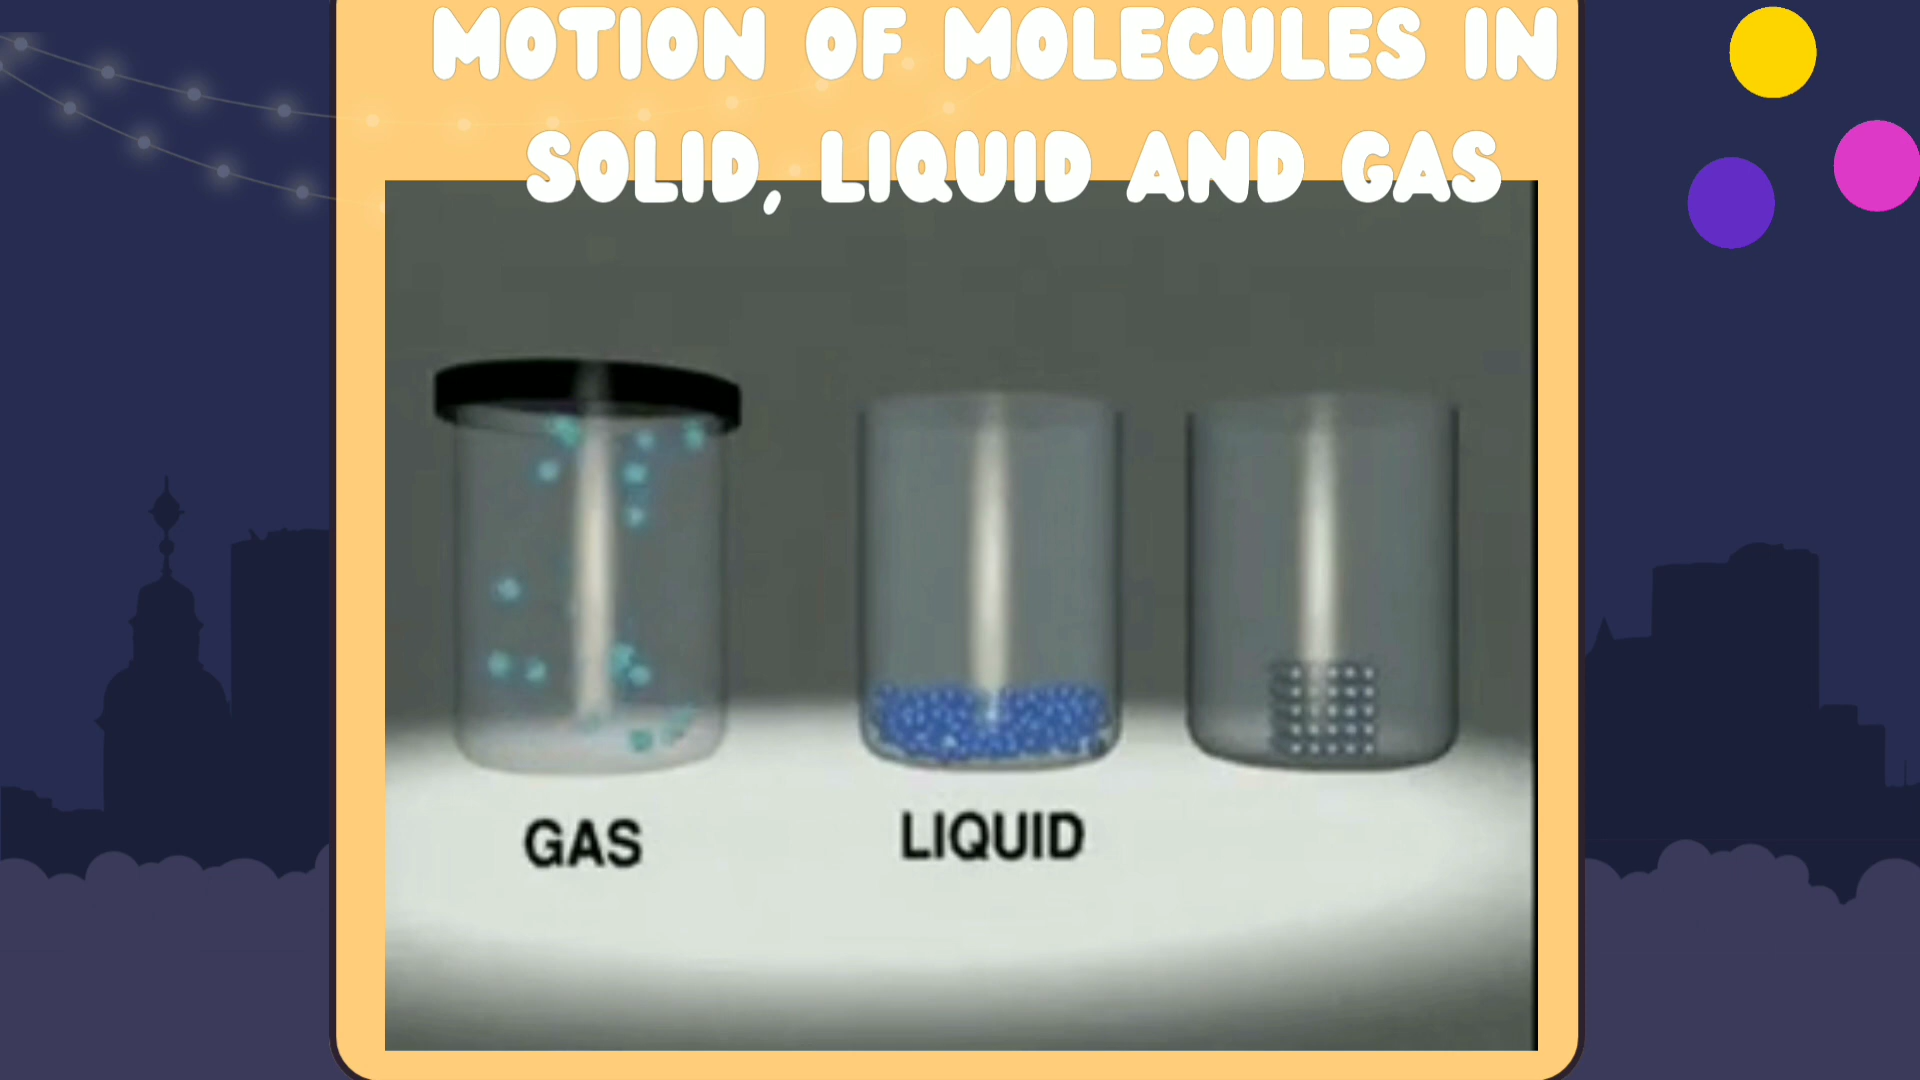 MOTION OF MOLECULES IN
SOLID, LIQUID AND GAS
GAS
LIQUID